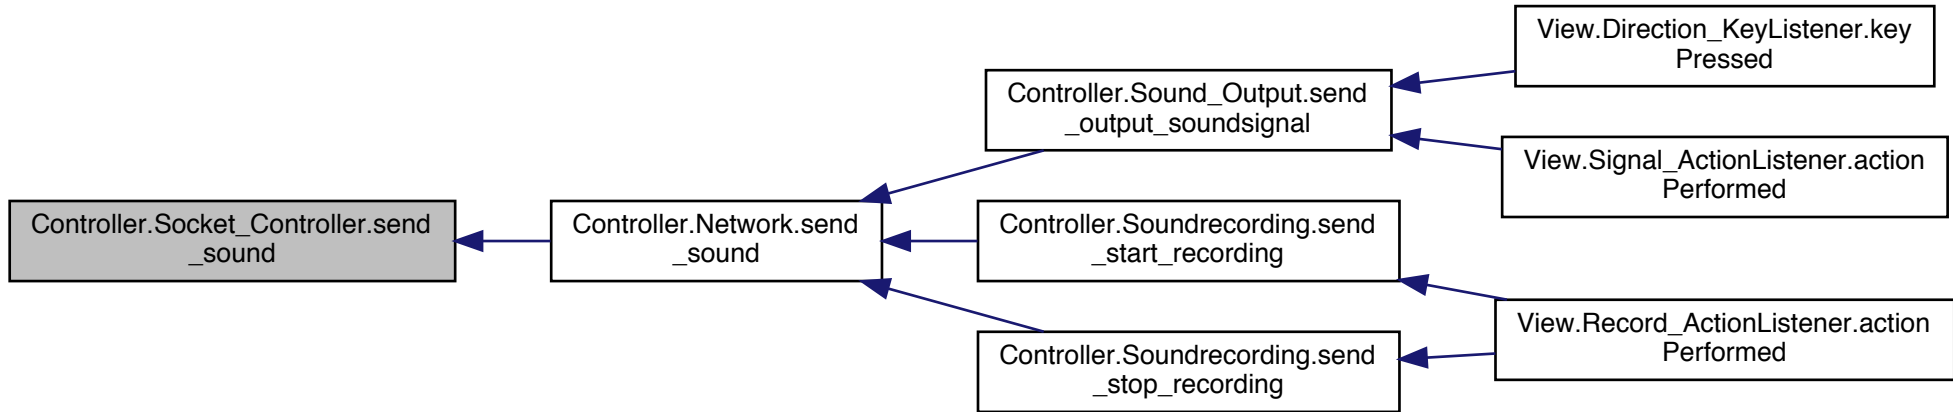 Controller.Socket_Controller.send
_sound
Controller.Network.send
_sound
Controller.Sound_Output.send
_output_soundsignal
Controller.Soundrecording.send
_start_recording
Controller.Soundrecording.send
_stop_recording
View.Direction_KeyListener.key
Pressed
View.Signal_ActionListener.action
Performed
View.Record_ActionListener.action
Performed